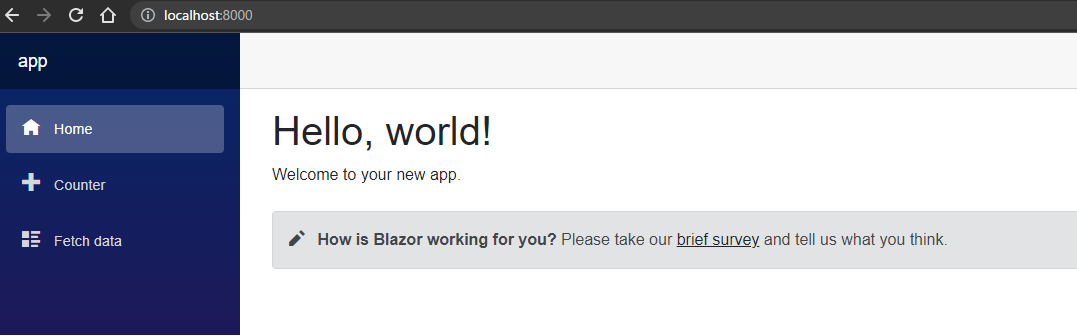 localhost:8000
app
Home
Counter
Fetch data
Hello, world!
Welcome to your new app.
How is Blazor working for you? Please take our brief survey and tell us what you think.